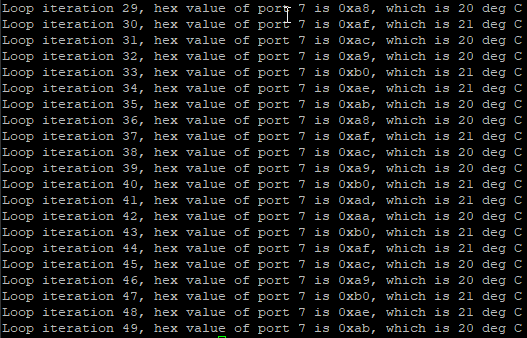 Loop iteration 29, hex value of port 7 is 0xa8, which is 20 deg C
Loop iteration 30, hex value of port 7 is 0xaf, which is 21 deg C
Loop iteration 31, hex value of port 7 is 0xac, which is 21 deg C
Loop iteration 32, hex value of port 7 is 0xa9, which is 20 deg C
Loop iteration 33, hex value of port 7 is 0xb0, which is 21 deg C
Loop iteration 34, hex value of port 7 is 0xae, which is 21 deg C
Loop iteration 35, hex value of port 7 is 0xab, which is 21 deg C
Loop iteration 36, hex value of port 7 is 0xa8, which is 20 deg C
Loop iteration 37, hex value of port 7 is 0xaf, which is 21 deg C
Loop iteration 38, hex value of port 7 is 0xac, which is 21 deg C
Loop iteration 39, hex value of port 7 is 0xa9, which is 20 deg C
Loop iteration 40, hex value of port 7 is 0xb0, which is 21 deg C
Loop iteration 41, hex value of port 7 is 0xad, which is 21 deg C
Loop iteration 42, hex value of port 7 is 0xaa, which is 21 deg C
Loop iteration 43, hex value of port 7 is 0xb0, which is 21 deg C
Loop iteration 44, hex value of port 7 is 0xaf, which is 21 deg C
Loop iteration 45, hex value of port 7 is 0xac, which is 21 deg C
Loop iteration 46, hex value of port 7 is 0xa9, which is 20 deg C
Loop iteration 47, hex value of port 7 is 0xb0, which is 21 deg C
Loop iteration 48, hex value of port 7 is 0xae, which is 21 deg C
Loop iteration 49, hex value of port 7 is 0xab, which is 21 deg C